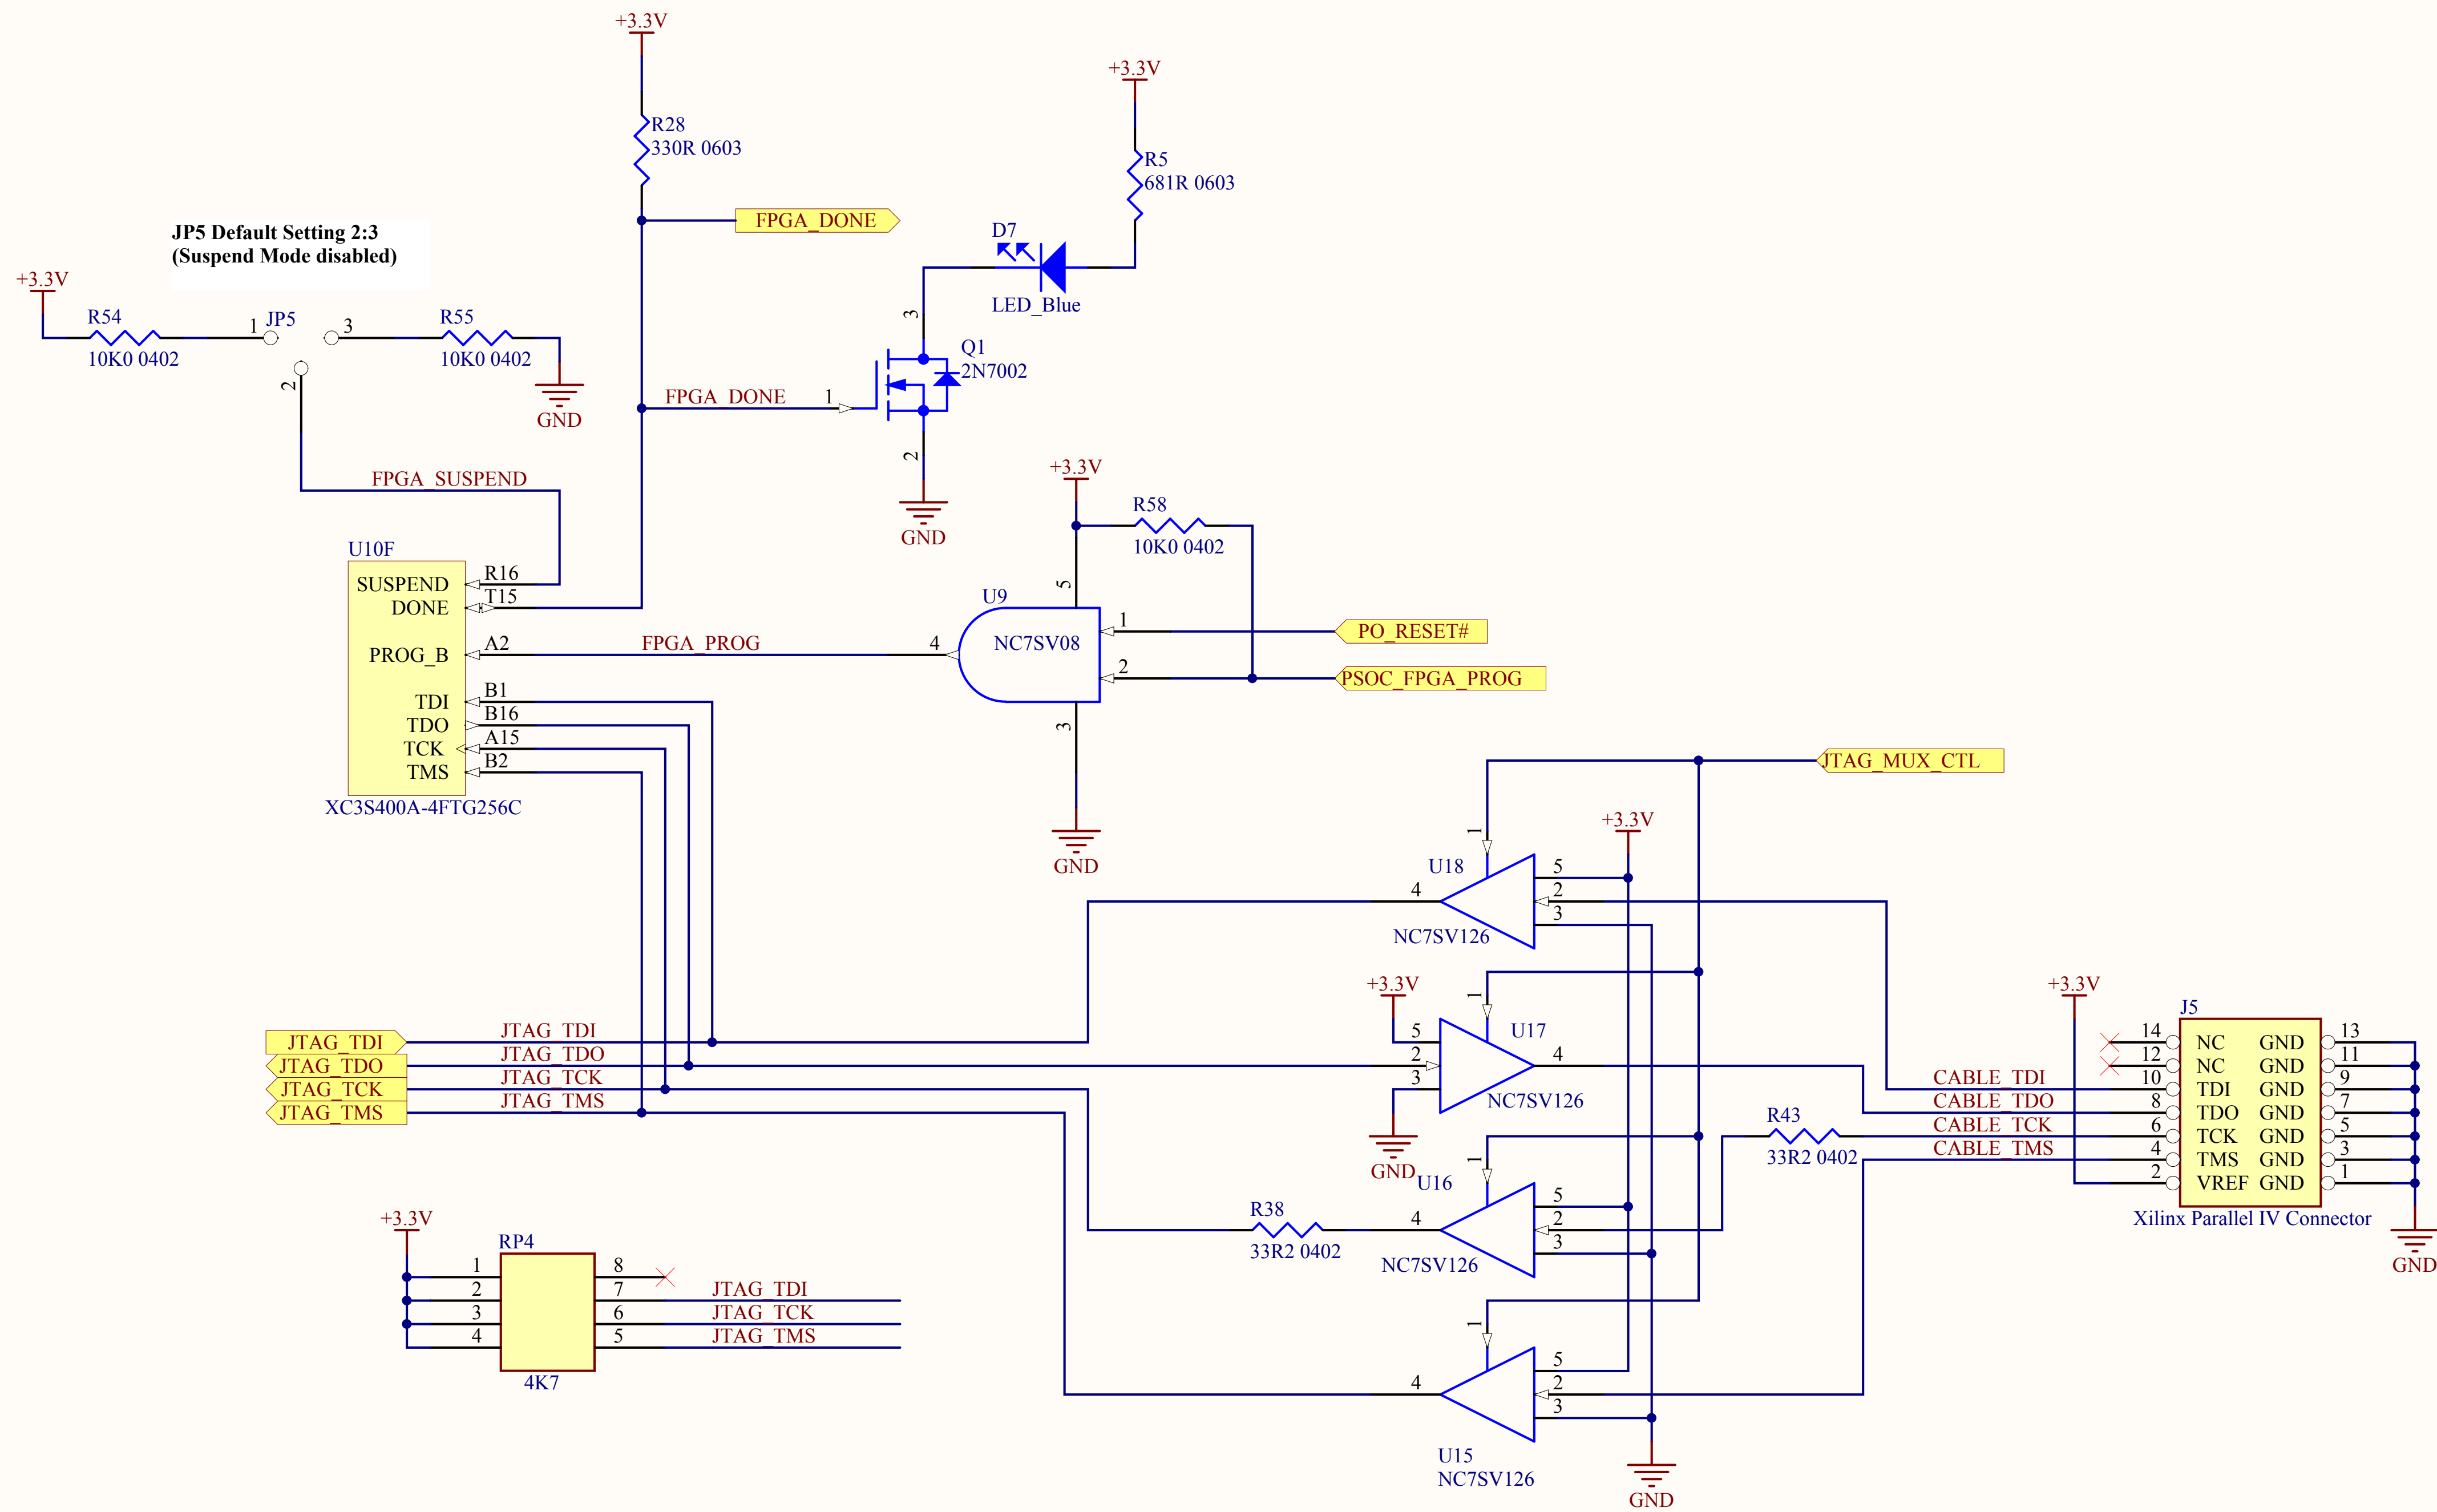 +3.3V
R28
330R 0603
FPGA_DONE
+3.3V
R5
681R 0603
D7
LED_Blue
JP5 Default Setting 2:3
(Suspend Mode disabled)
+3.3V
R54
10K0 0402
1
JP5
3
2
R55
10K0 0402
GND
FPGA_DONE
1
3
Q1
2N7002
2
GND
FPGA_SUSPEND
U10F
SUSPEND
R16
DONE
T15
PROG_B
A2
TDI
B1
TDO
B16
TCK
A15
TMS
B2
XC3S400A-4FTG256C
FPGA_PROG
+3.3V
R58
10K0 0402
5
U9
NC7SV08
4
1
2
3
PO_RESET#
PSOC_FPGA_PROG
GND
JTAG_MUX_CTL
+3.3V
1
U18
5
4
2
3
NC7SV126
+3.3V
1
U17
5
2
3
4
NC7SV126
GND
JTAG_TDI
JTAG_TDI
JTAG_TDO
JTAG_TDO
JTAG_TCK
JTAG_TCK
JTAG_TMS
JTAG_TMS
1
U16
5
4
2
3
NC7SV126
R38
33R2 0402
R43
33R2 0402
CABLE_TDI
CABLE_TDO
CABLE_TCK
CABLE_TMS
+3.3V
J5
14 NC GND 13
12 NC GND 11
10 TDI GND 9
8 TDO GND 7
6 TCK GND 5
4 TMS GND 3
2 VREF GND 1
Xilinx Parallel IV Connector
GND
+3.3V
RP4
1 8
2 7 JTAG_TDI
3 6 JTAG_TCK
4 5 JTAG_TMS
4K7
1
5
4
2
3
U15
NC7SV126
GND